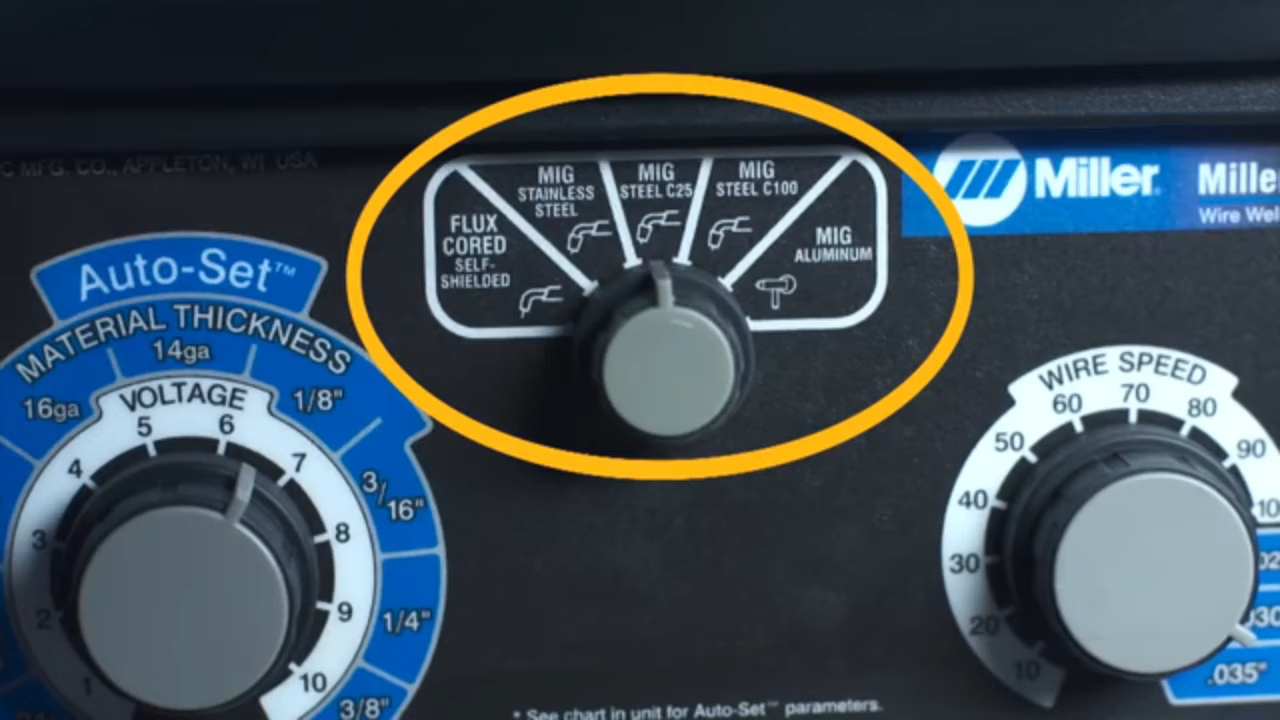 C MFG. CO., APPLETON, WI. USA
Miller
Mille
Wire Wel
FLUX
CORED
SELF-
SHIELDED
MIG
STAINLESS
STEEL
MIG
STEEL C25
MIG
STEEL C100
MIG
ALUMINUM
Auto-Set™
MATERIAL THICKNESS
16ga
14ga
1/8"
3/16"
1/4"
3/8"
VOLTAGE
1
2
3
4
5
6
7
8
9
10
WIRE SPEED
10
20
30
40
50
60
70
80
90
10
.035"
* See chart in unit for Auto-Set™ parameters.